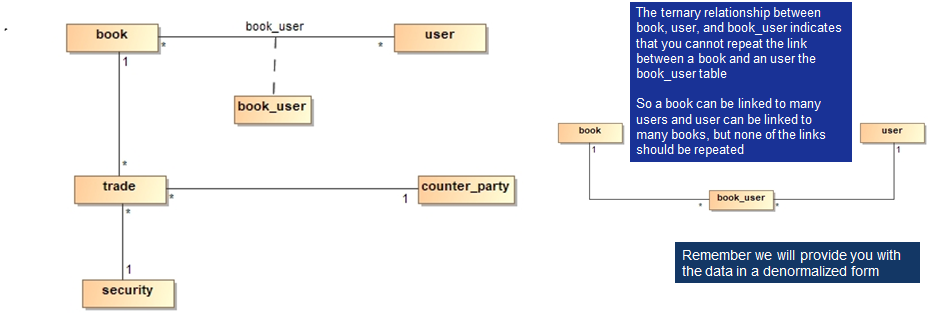 book
book_user
user
*
*
1
book_user
*
trade
*
1
counter_party
*
1
security
The ternary relationship between
book, user, and book_user indicates
that you cannot repeat the link
between a book and an user the
book_user table
So a book can be linked to many
users and user can be linked to
many books, but none of the links
should be repeated
book
user
1
1
book_user
*
*
Remember we will provide you with
the data in a denormalized form